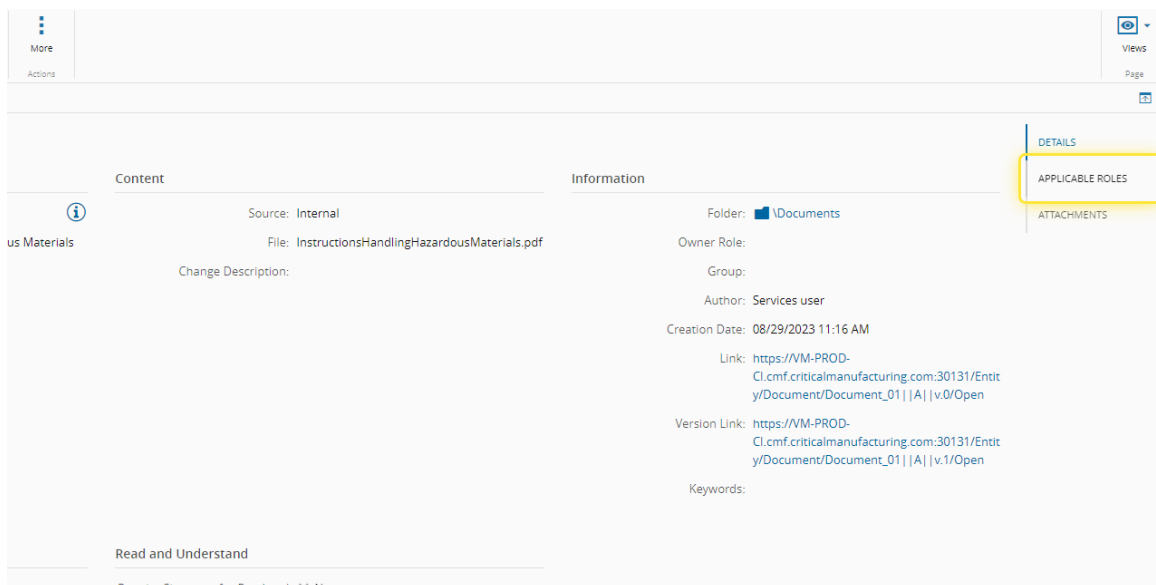 More
Actions
Views
Page
DETAILS
APPLICABLE ROLES
ATTACHMENTS
Content
Information
Source: Internal
Folder: \Documents
us Materials
File: InstructionsHandlingHazardousMaterials.pdf
Owner Role:
Change Description:
Group:
Author: Services user
Creation Date: 08/29/2023 11:16 AM
Link: https://VM-PROD-
CI.cmf.criticalmanufacturing.com:30131/Entit
y/Document/Document_01||A||v.0/Open
Version Link: https://VM-PROD-
CI.cmf.criticalmanufacturing.com:30131/Entit
y/Document/Document_01||A||v.1/Open
Keywords:
Read and Understand